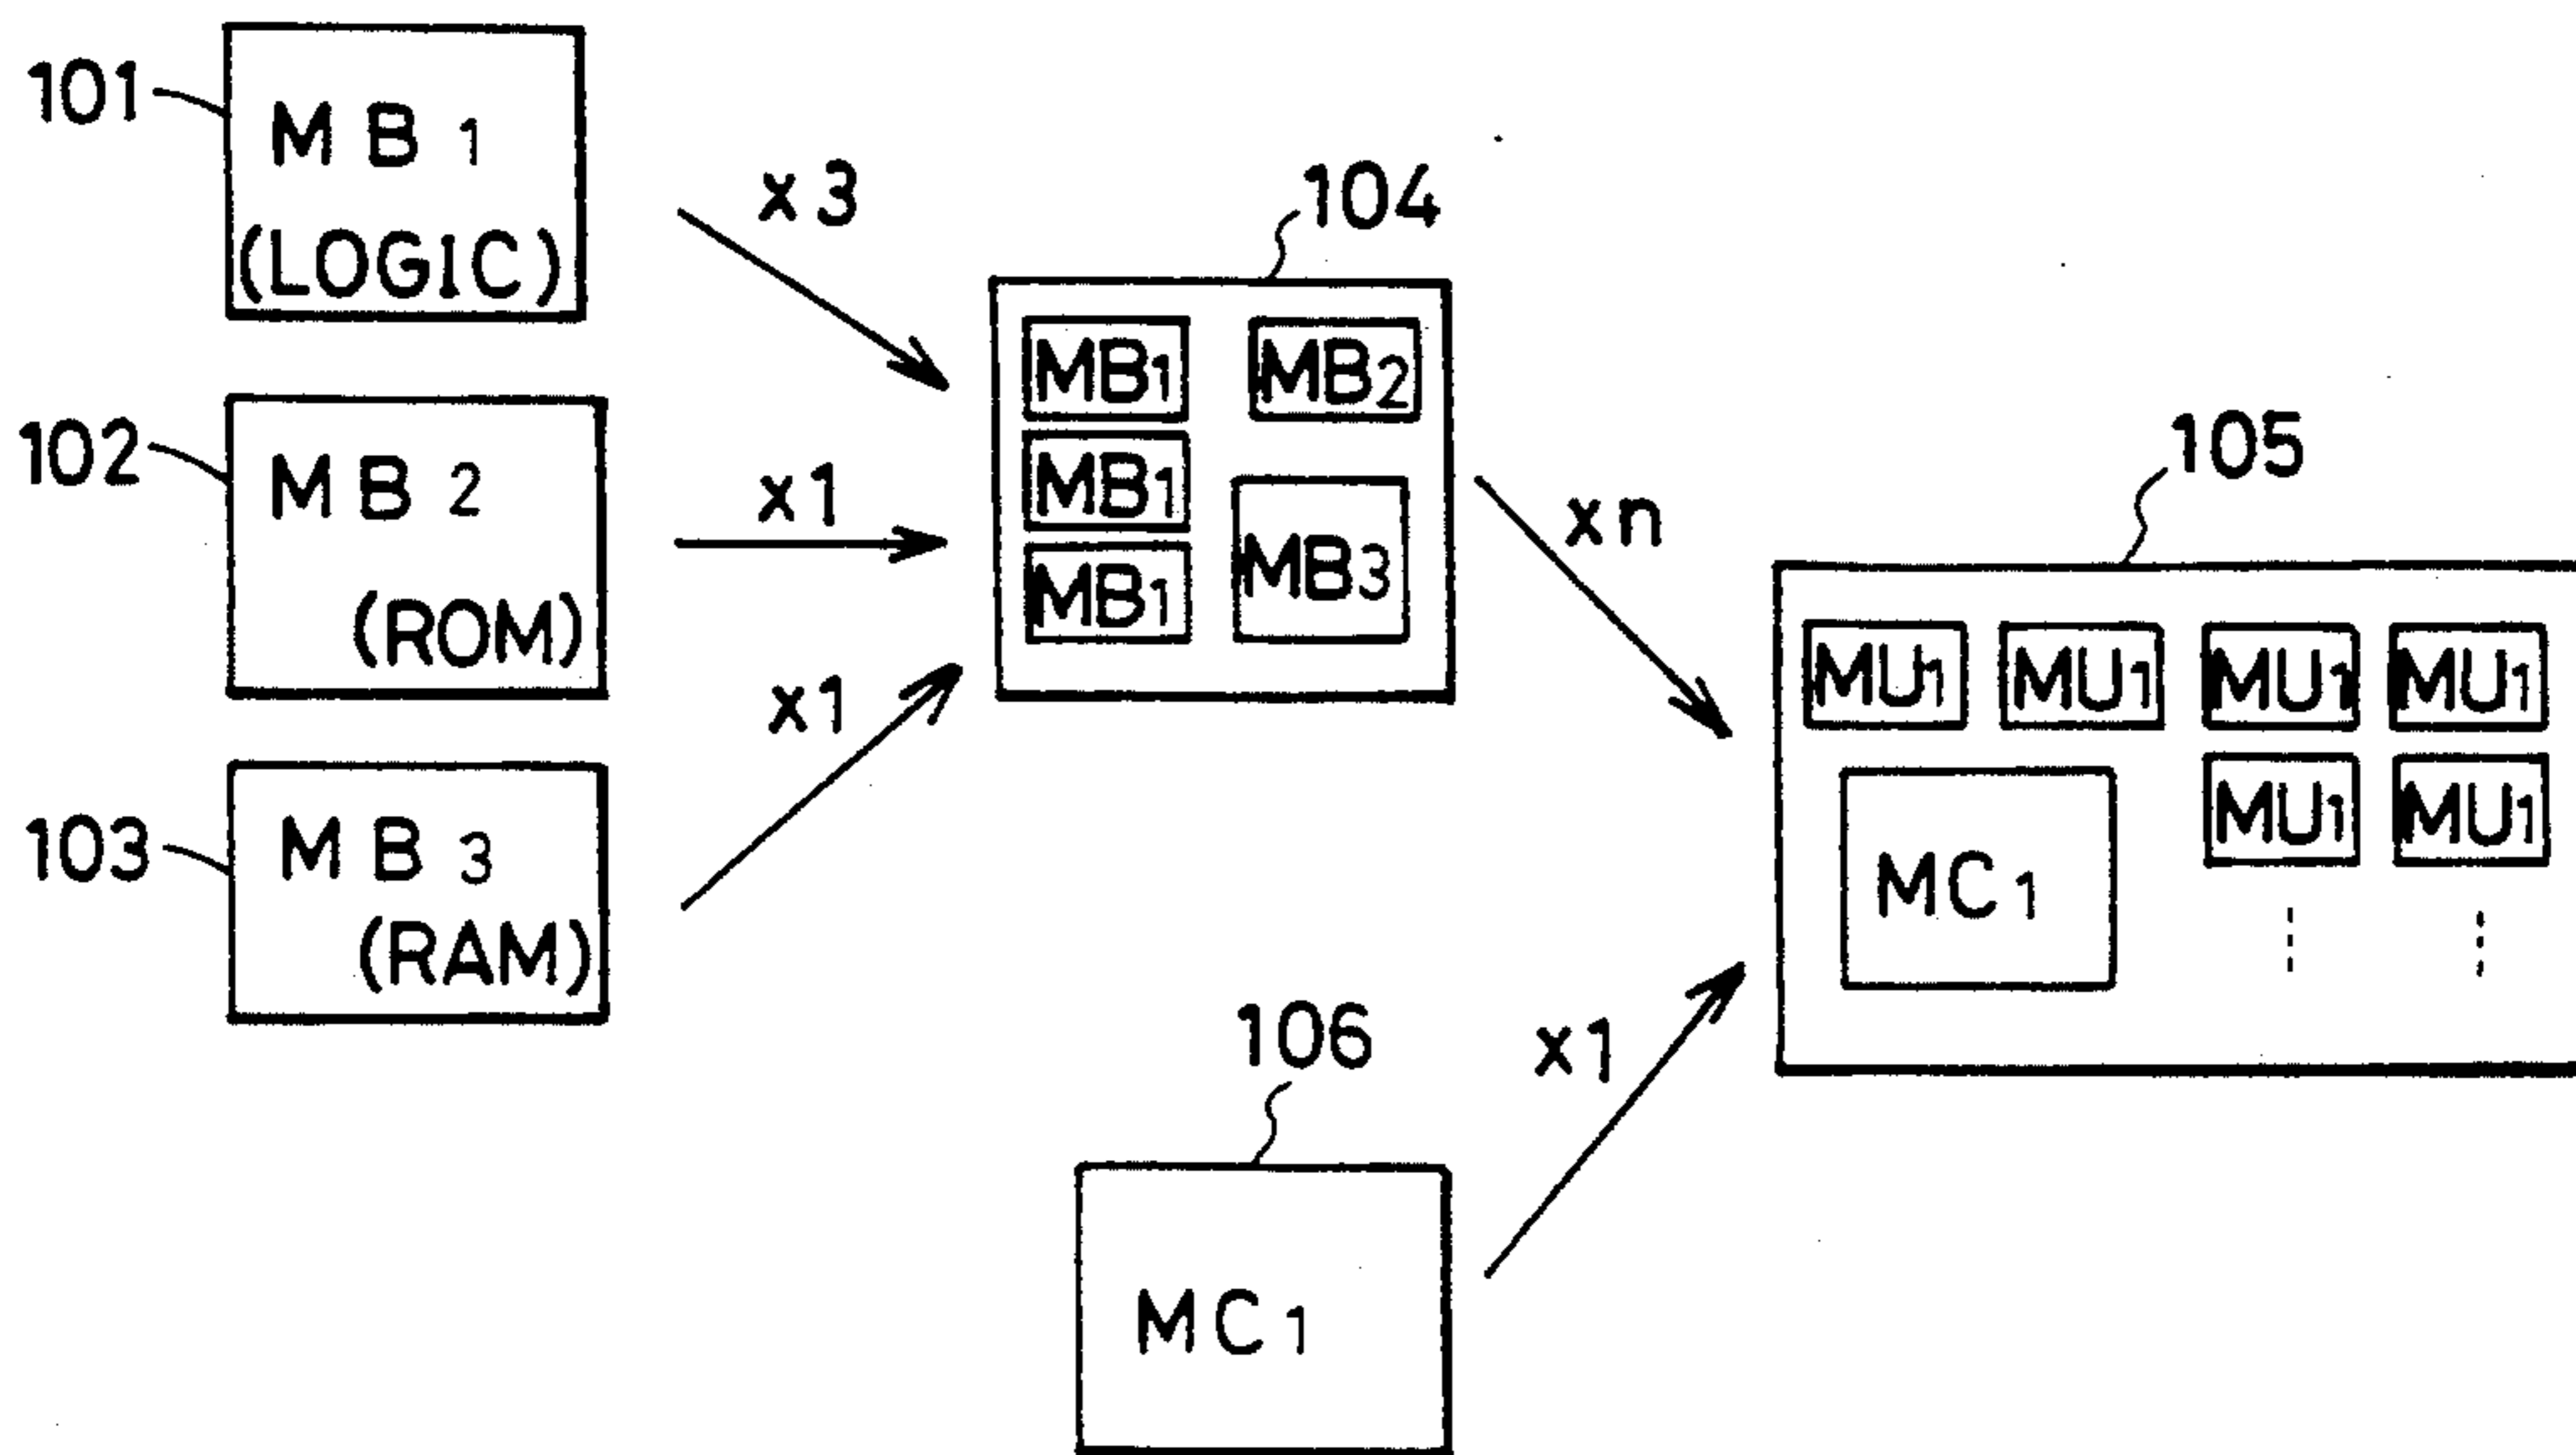 101
MB1
(LOGIC)
x3
104
102
MB2
(ROM)
x1
MB1
MB2
MB1
MB3
MB1
xn
105
103
MB3
(RAM)
x1
MU1 MU1 MU1 MU1
MU1 MU1
MC1
106
x1
MC1